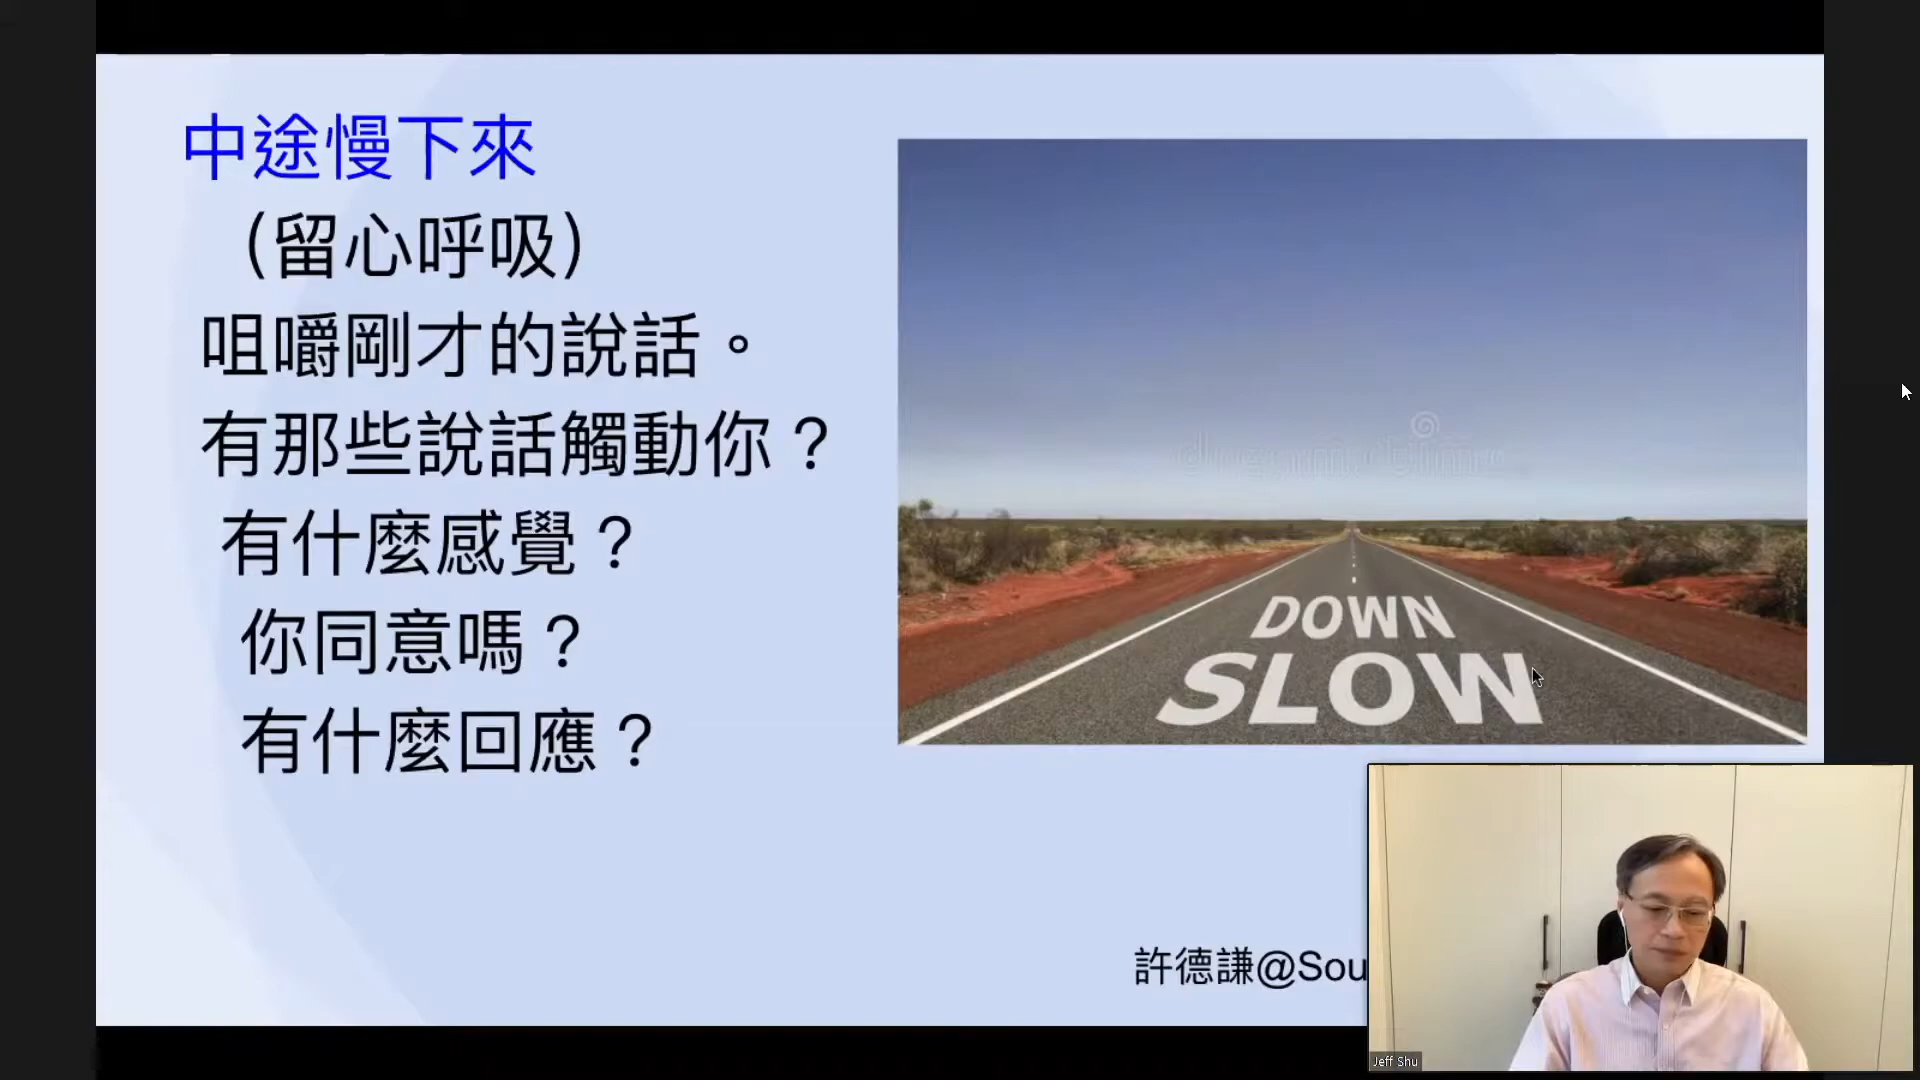 中途慢下來
（留心呼吸）
咀嚼剛才的說話。
有那些說話觸動你？
有什麼感覺？
你同意嗎？
有什麼回應？
dreamstime
DOWN
SLOW
許德謙@Sou
Jeff Shu